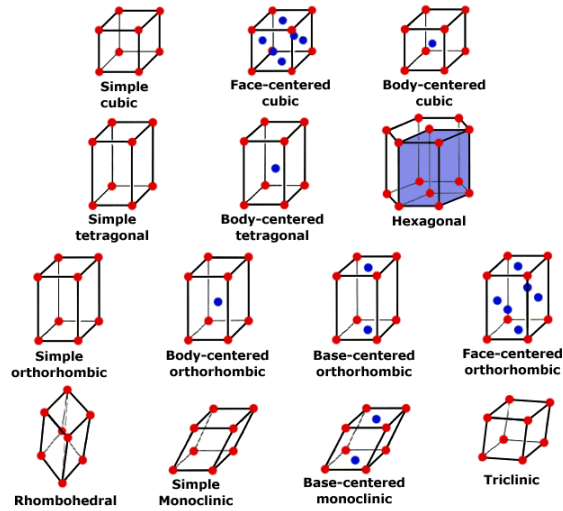 Simple
cubic
Face-centered
cubic
Body-centered
cubic
Simple
tetragonal
Body-centered
tetragonal
Hexagonal
Simple
orthorhombic
Body-centered
orthorhombic
Base-centered
orthorhombic
Face-centered
orthorhombic
Rhombohedral
Simple
Monoclinic
Base-centered
monoclinic
Triclinic